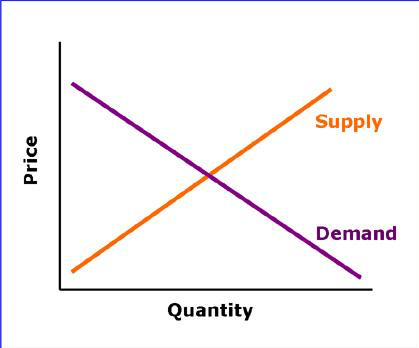 Supply
Price
Demand
Quantity